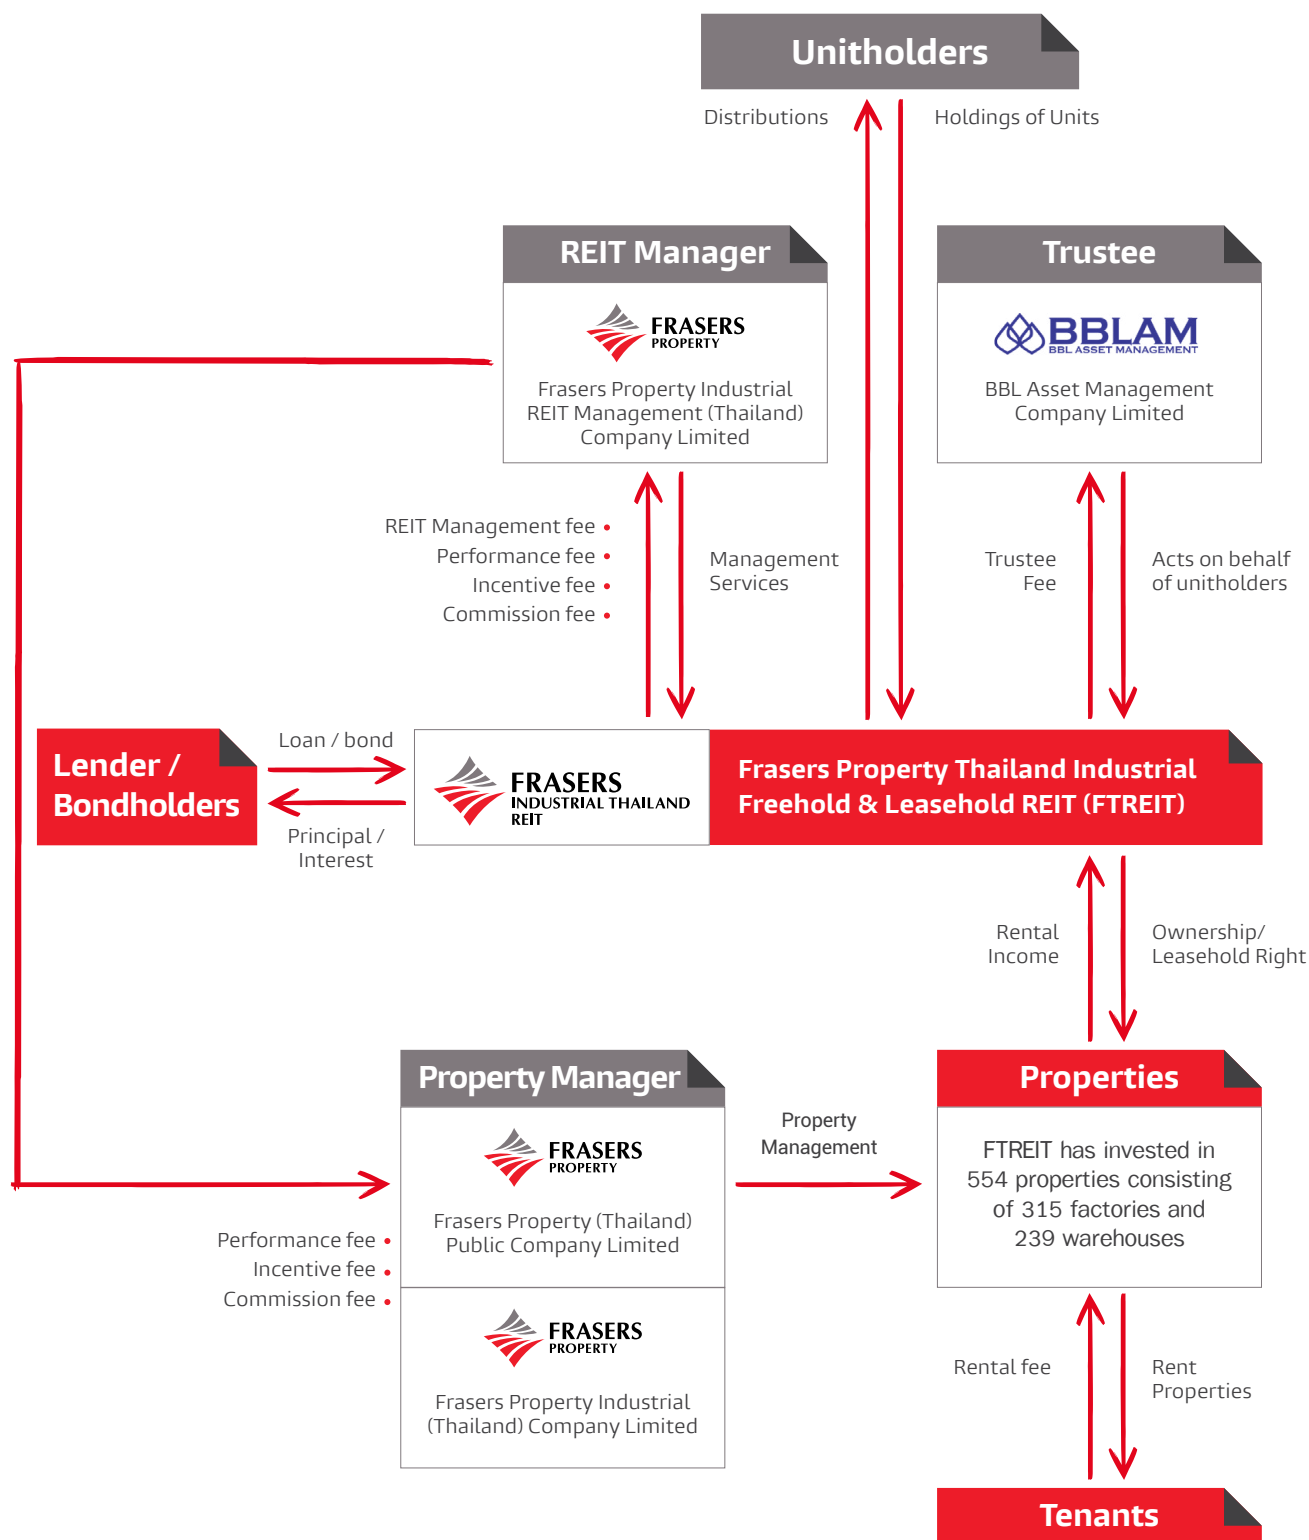 Unitholders
Distributions
Holdings of Units
REIT Manager
FRASERS
PROPERTY
Frasers Property Industrial
REIT Management (Thailand)
Company Limited
Trustee
BBLAM
BBL ASSET MANAGEMENT
BBL Asset Management
Company Limited
REIT Management fee •
Performance fee •
Incentive fee •
Commission fee •
Management
Services
Trustee
Fee
Acts on behalf
of unitholders
Lender /
Bondholders
Loan / bond
Principal /
Interest
FRASERS
INDUSTRIAL THAILAND
REIT
Frasers Property Thailand Industrial
Freehold & Leasehold REIT (FTREIT)
Rental
Income
Ownership/
Leasehold Right
Property Manager
FRASERS
PROPERTY
Frasers Property (Thailand)
Public Company Limited
Performance fee •
Incentive fee •
Commission fee •
FRASERS
PROPERTY
Frasers Property Industrial
(Thailand) Company Limited
Property
Management
Properties
FTREIT has invested in
554 properties consisting
of 315 factories and
239 warehouses
Rental fee
Rent
Properties
Tenants